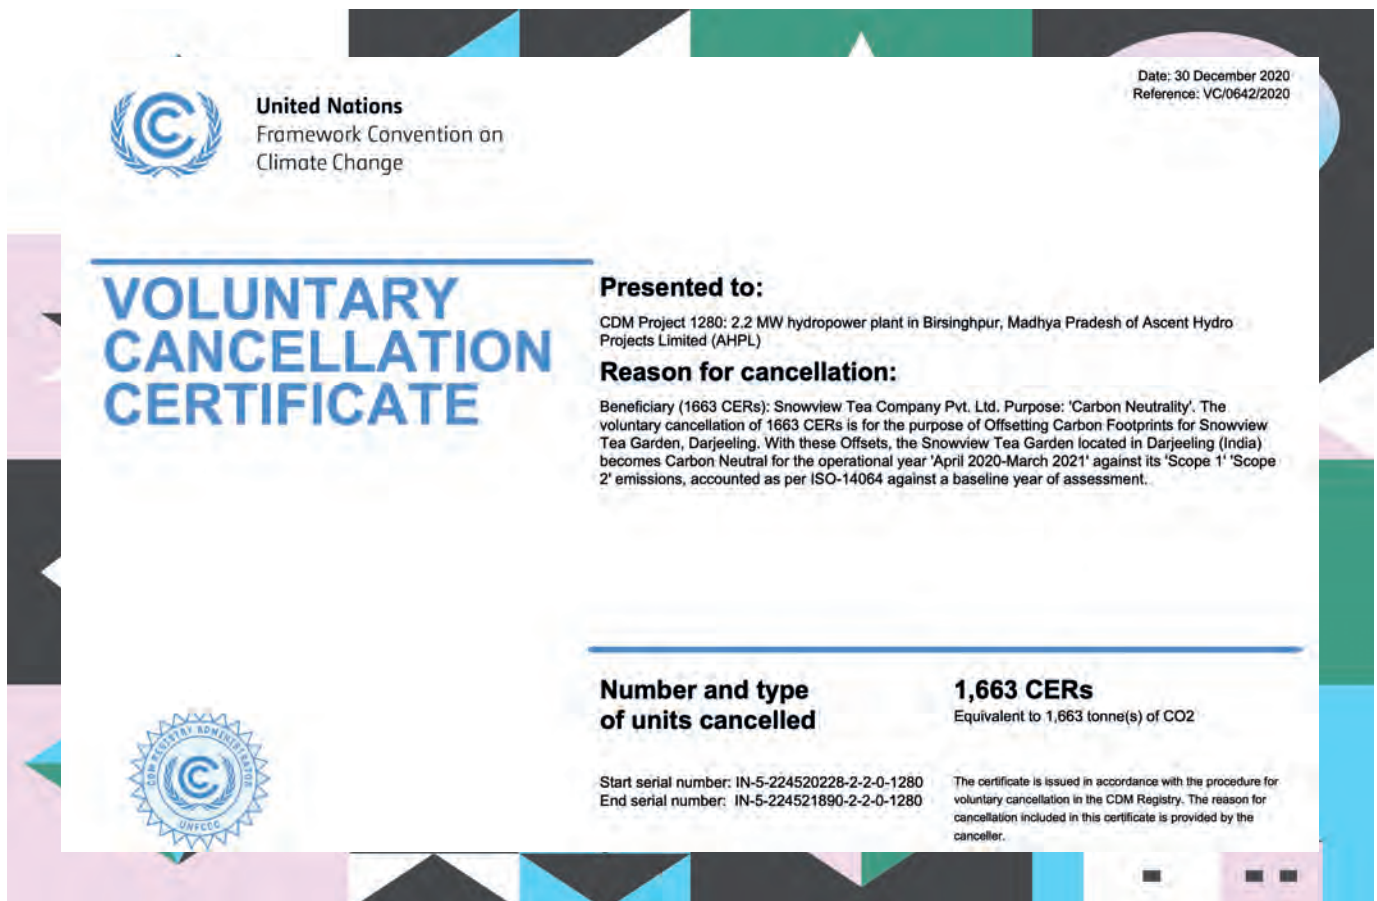 Date: 30 December 2020
Reference: VC/0642/2020
United Nations
Framework Convention on
Climate Change
VOLUNTARY
CANCELLATION
CERTIFICATE
Presented to:
CDM Project 1280: 2.2 MW hydropower plant in Birsinghpur, Madhya Pradesh of Ascent Hydro
Projects Limited (AHPL)
Reason for cancellation:
Beneficiary (1663 CERs): Snowview Tea Company Pvt. Ltd. Purpose: 'Carbon Neutrality'. The
voluntary cancellation of 1663 CERs is for the purpose of Offsetting Carbon Footprints for Snowview
Tea Garden, Darjeeling. With these Offsets, the Snowview Tea Garden located in Darjeeling (India)
becomes Carbon Neutral for the operational year 'April 2020-March 2021' against its 'Scope 1' 'Scope
2' emissions, accounted as per ISO-14064 against a baseline year of assessment.
Number and type
of units cancelled
1,663 CERs
Equivalent to 1,663 tonne(s) of CO2
Start serial number: IN-5-224520228-2-2-0-1280
End serial number: IN-5-224521890-2-2-0-1280
The certificate is issued in accordance with the procedure for
voluntary cancellation in the CDM Registry. The reason for
cancellation included in this certificate is provided by the
canceller.
CDM REGISTRY ADMINISTRATOR
UNFCCC